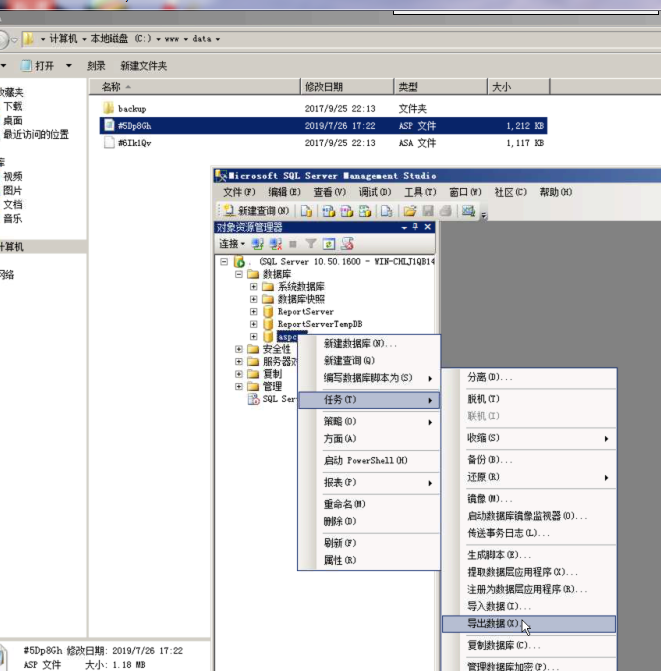 计算机 本地磁盘 (C:) www data
打开 刻录 新建文件夹
名称 修改日期 类型 大小
backup 2017/9/25 22:13 文件夹
#5Dp8Gh 2019/7/26 17:22 ASP 文件 1,212 KB
#6Ik1Qv 2017/9/25 22:13 ASA 文件 1,117 KB
收藏夹
下载
桌面
最近访问的位置
库
视频
图片
文档
音乐
计算机
网络
Microsoft SQL Server Management Studio
文件(F) 编辑(E) 查看(V) 调试(D) 工具(T) 窗口(W) 社区(C) 帮助(H)
新建查询(N)
对象资源管理器
连接
. (SQL Server 10.50.1600 - WIN-CHLJ1QB14
数据库
系统数据库
数据库快照
ReportServer
ReportServerTempDB
aspc
安全性
服务器对
复制
管理
SQL Ser
新建数据库(N)...
新建查询(Q)
编写数据库脚本为(S)
任务(T)
策略(O)
方面(A)
启动 PowerShell(H)
报表(P)
重命名(M)
删除(D)
刷新(F)
属性(R)
分离(D)...
脱机(T)
联机(I)
收缩(S)
备份(B)...
还原(R)
镜像(M)...
启动数据库镜像监视器(O)...
传送事务日志(L)...
生成脚本(E)...
提取数据层应用程序(X)...
注册为数据层应用程序(R)...
导入数据(I)...
导出数据(X)
复制数据库(C)...
管理数据库加密(P)...
#5Dp8Gh 修改日期: 2019/7/26 17:22
ASP 文件 大小: 1.18 MB